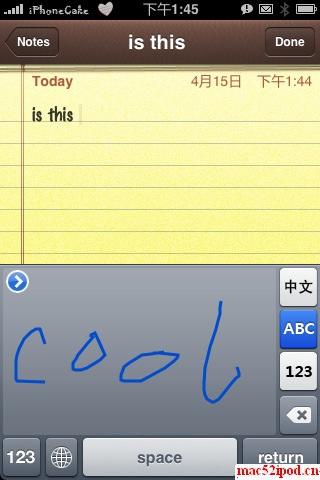 iPhoneCake 下午1:45
Notes is this Done
Today 4月15日 下午1:44
is this
中文
cool ABC
123
123 space return
mac52ipod.cn